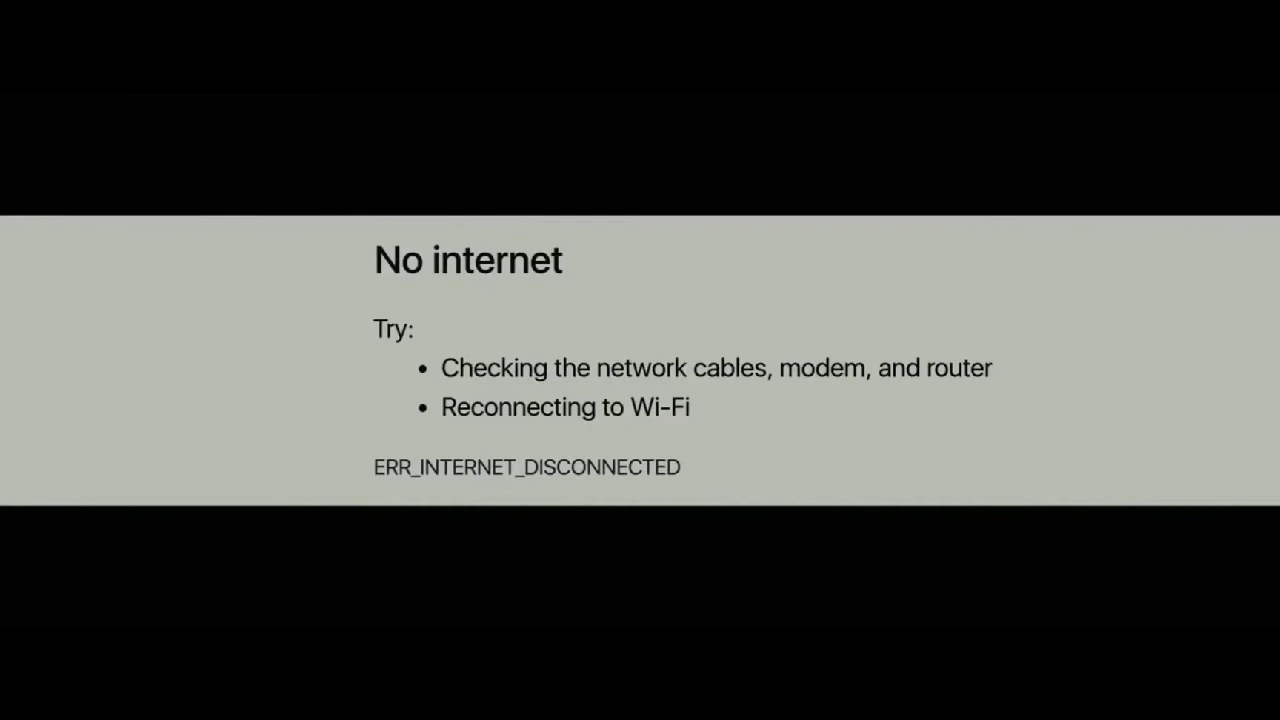 No internet
Try:
• Checking the network cables, modem, and router
• Reconnecting to Wi-Fi
ERR_INTERNET_DISCONNECTED